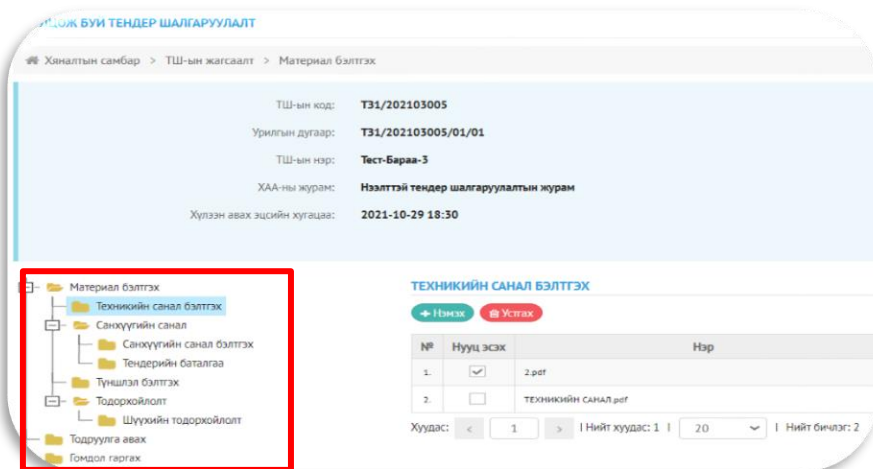 БУЙ ТЕНДЕР ШАЛГАРУУЛАЛТ
Хяналтын самбар > ТШ-ын жагсаалт > Материал бэлтгэх
ТШ-ын код: ТЗ1/202103005
Урилгын дугаар: ТЗ1/202103005/01/01
ТШ-ын нэр: Тест-Бараа-3
ХАА-ны журам: Нээлттэй тендер шалгаруулалтын журам
Хүлээн авах эцсийн хугацаа: 2021-10-29 18:30
Материал бэлтгэх
Техникийн санал бэлтгэх
Санхүүгийн санал
Санхүүгийн санал бэлтгэх
Тендерийн баталгаа
Түншлэл бэлтгэх
Тодорхойлолт
Шүүхийн тодорхойлолт
Тодруулга авах
Гомдол гаргах
ТЕХНИКИЙН САНАЛ БЭЛТГЭХ
+ Нэмэх Устгах
№ Нууц эсэх Нэр
1. 2.pdf
2. ТЕХНИКИЙН САНАЛ.pdf
Хуудас: < 1 > | Нийт хуудас: 1 | 20 | Нийт бичлэг: 2